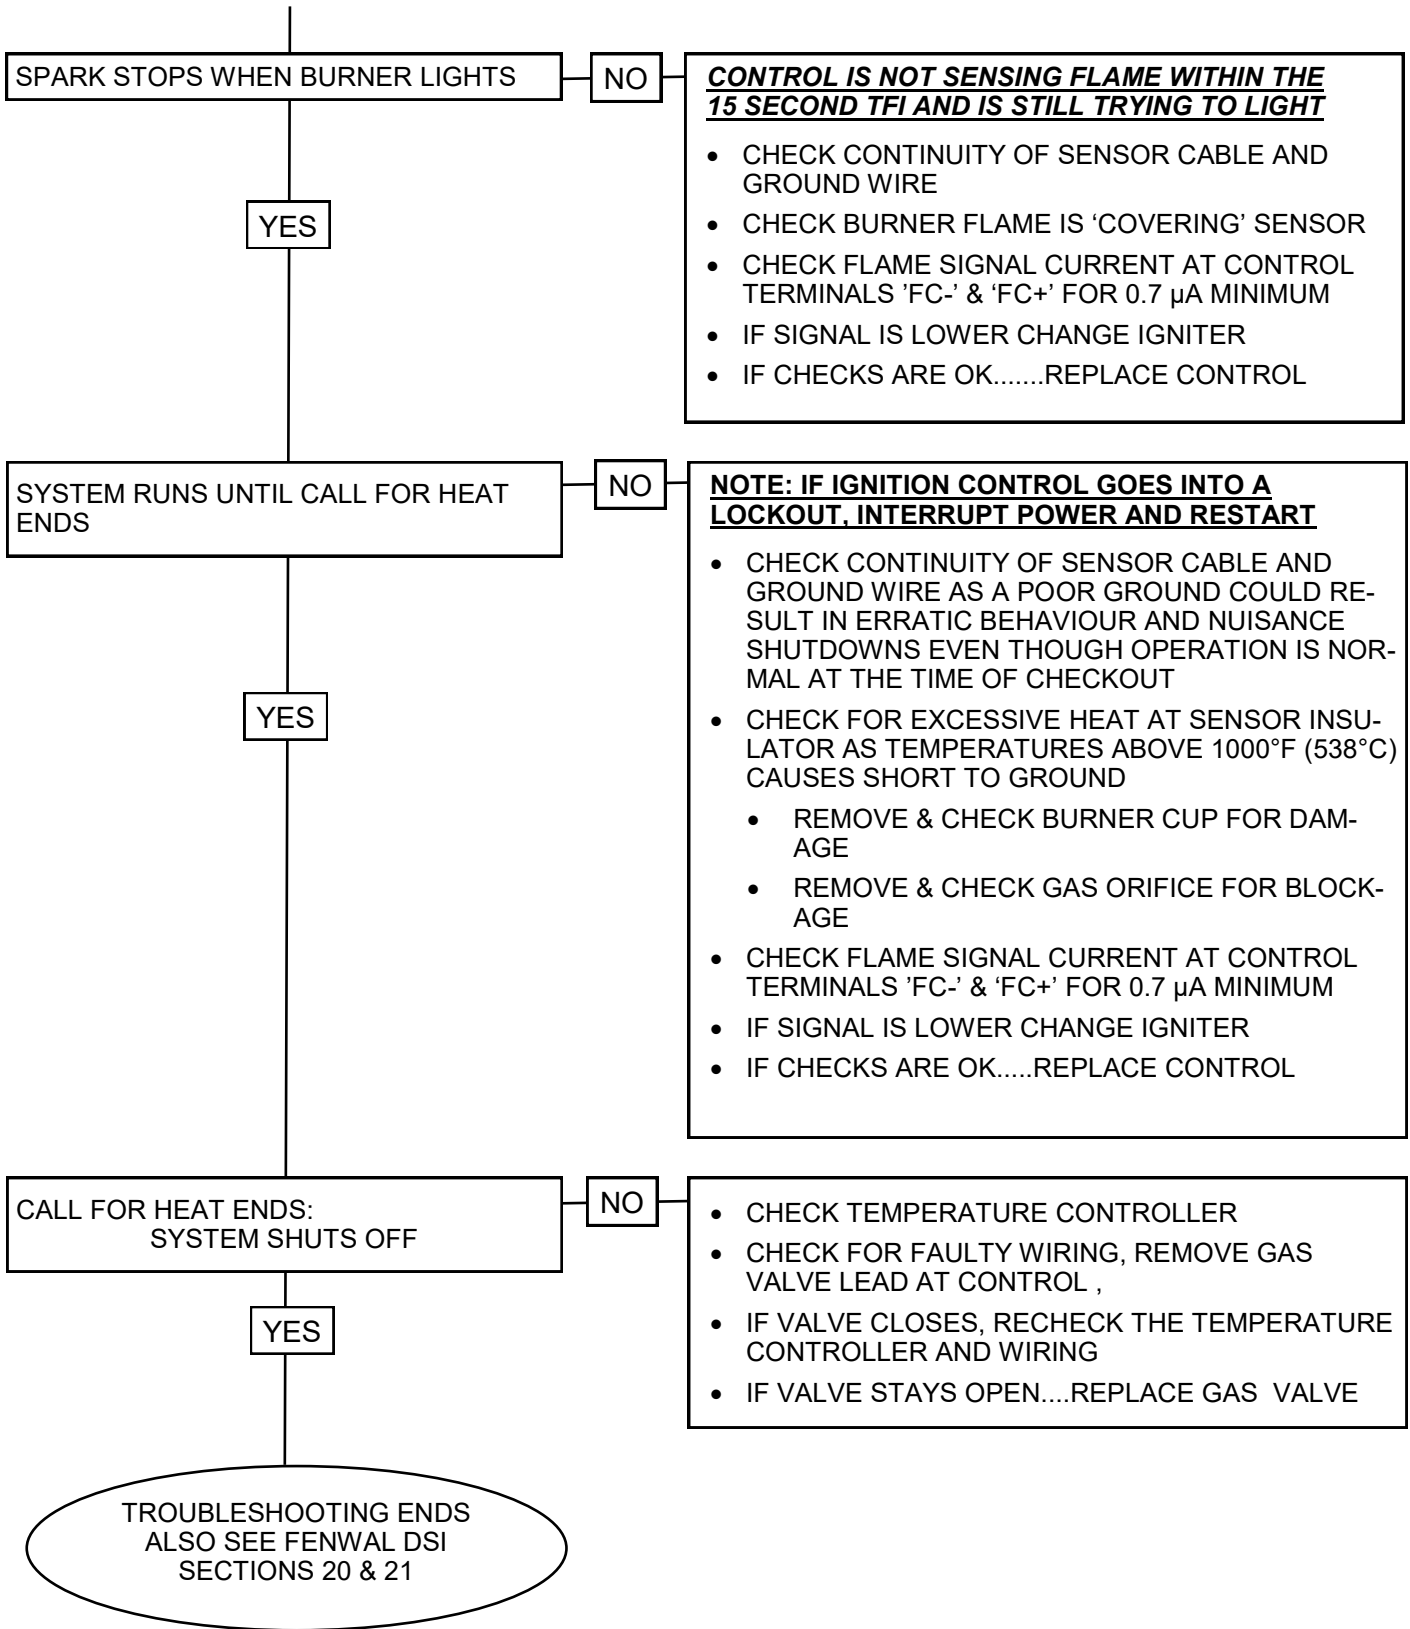 SPARK STOPS WHEN BURNER LIGHTS
NO
CONTROL IS NOT SENSING FLAME WITHIN THE
15 SECOND TFI AND IS STILL TRYING TO LIGHT
• CHECK CONTINUITY OF SENSOR CABLE AND
GROUND WIRE
• CHECK BURNER FLAME IS ‘COVERING’ SENSOR
• CHECK FLAME SIGNAL CURRENT AT CONTROL
TERMINALS ’FC-’ & ‘FC+’ FOR 0.7 µA MINIMUM
• IF SIGNAL IS LOWER CHANGE IGNITER
• IF CHECKS ARE OK.......REPLACE CONTROL
YES
SYSTEM RUNS UNTIL CALL FOR HEAT
ENDS
NO
NOTE: IF IGNITION CONTROL GOES INTO A
LOCKOUT, INTERRUPT POWER AND RESTART
• CHECK CONTINUITY OF SENSOR CABLE AND
GROUND WIRE AS A POOR GROUND COULD RE-
SULT IN ERRATIC BEHAVIOUR AND NUISANCE
SHUTDOWNS EVEN THOUGH OPERATION IS NOR-
MAL AT THE TIME OF CHECKOUT
• CHECK FOR EXCESSIVE HEAT AT SENSOR INSU-
LATOR AS TEMPERATURES ABOVE 1000°F (538°C)
CAUSES SHORT TO GROUND
• REMOVE & CHECK BURNER CUP FOR DAM-
AGE
• REMOVE & CHECK GAS ORIFICE FOR BLOCK-
AGE
• CHECK FLAME SIGNAL CURRENT AT CONTROL
TERMINALS ’FC-’ & ‘FC+’ FOR 0.7 µA MINIMUM
• IF SIGNAL IS LOWER CHANGE IGNITER
• IF CHECKS ARE OK.....REPLACE CONTROL
YES
CALL FOR HEAT ENDS:
SYSTEM SHUTS OFF
NO
• CHECK TEMPERATURE CONTROLLER
• CHECK FOR FAULTY WIRING, REMOVE GAS
VALVE LEAD AT CONTROL ,
• IF VALVE CLOSES, RECHECK THE TEMPERATURE
CONTROLLER AND WIRING
• IF VALVE STAYS OPEN....REPLACE GAS  VALVE
YES
TROUBLESHOOTING ENDS
ALSO SEE FENWAL DSI
SECTIONS 20 & 21